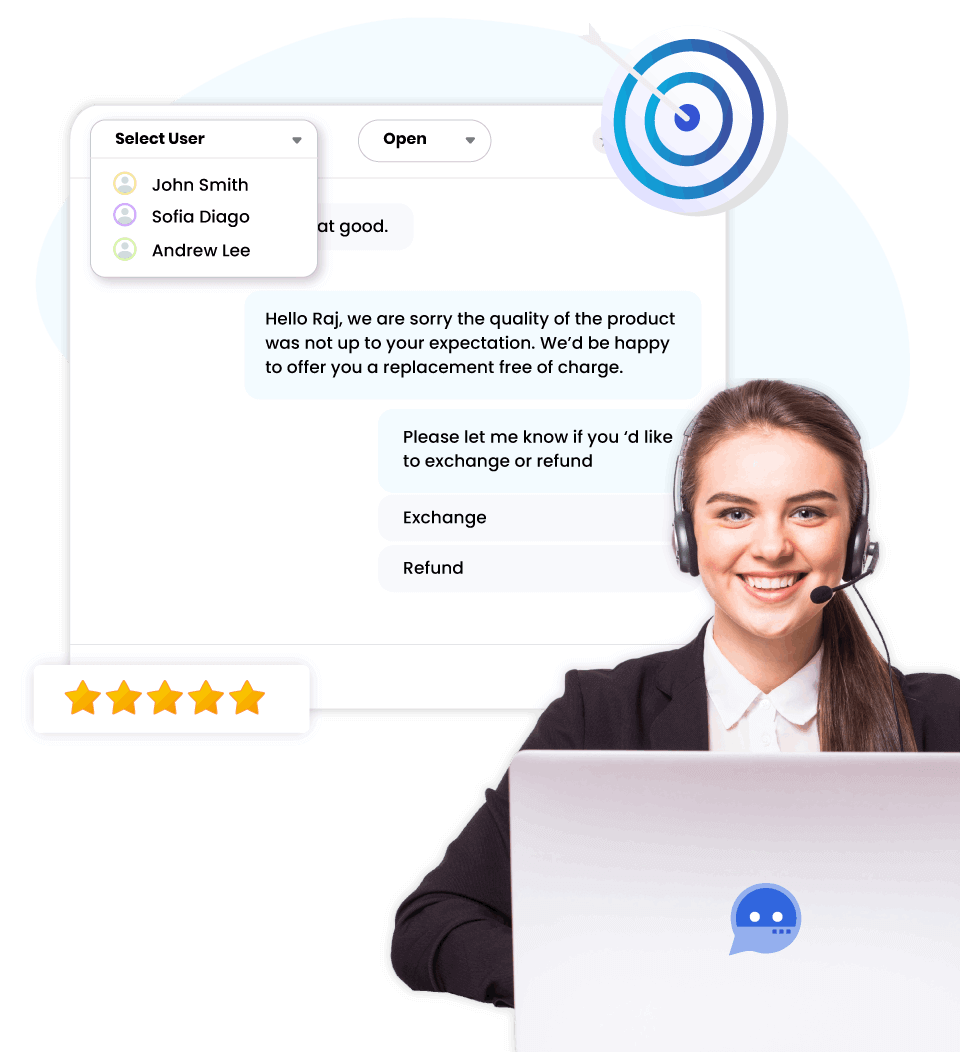 Select User
Open
John Smith
Sofia Diago
Andrew Lee
at good.
Hello Raj, we are sorry the quality of the product
was not up to your expectation. We’d be happy
to offer you a replacement free of charge.
Please let me know if you ‘d like
to exchange or refund
Exchange
Refund